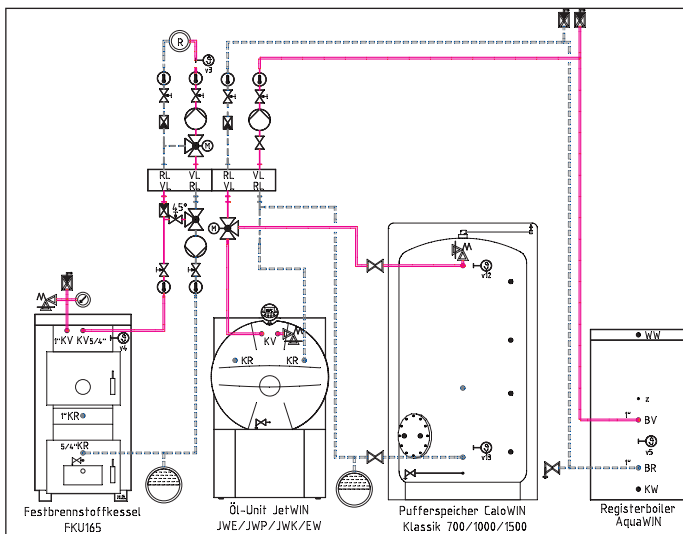 R
v3
M
RL VL RL VL
VL RL VL RL
45°
M
v12
1"KV KV5/4"
v4
KV
KR KR
WW
z
1" BV
v5
1" BR
KW
1"KR
5/4"KR
v13
Festbrennstoffkessel
FKU165
Öl-Unit JetWIN
JWE/JWP/JWK/EW
Pufferspeicher CaloWIN
Klassik 700/1000/1500
Registerboiler
AquaWIN